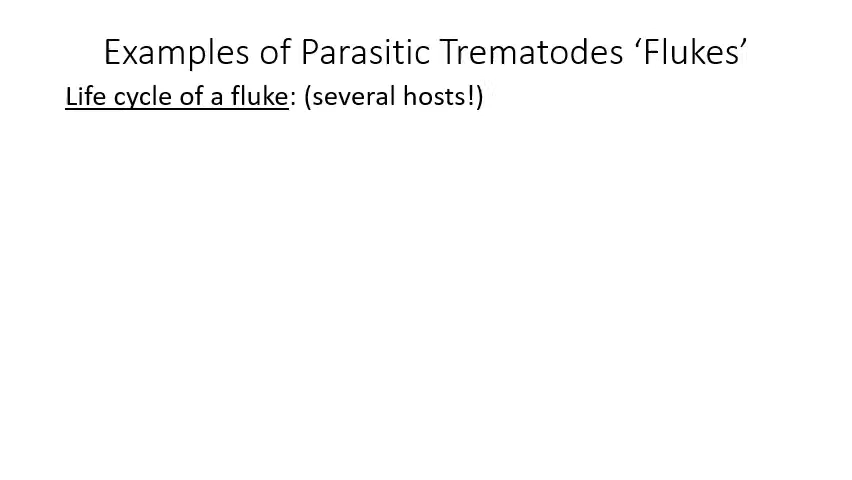 Examples of Parasitic Trematodes ‘Flukes’
Life cycle of a fluke: (several hosts!)